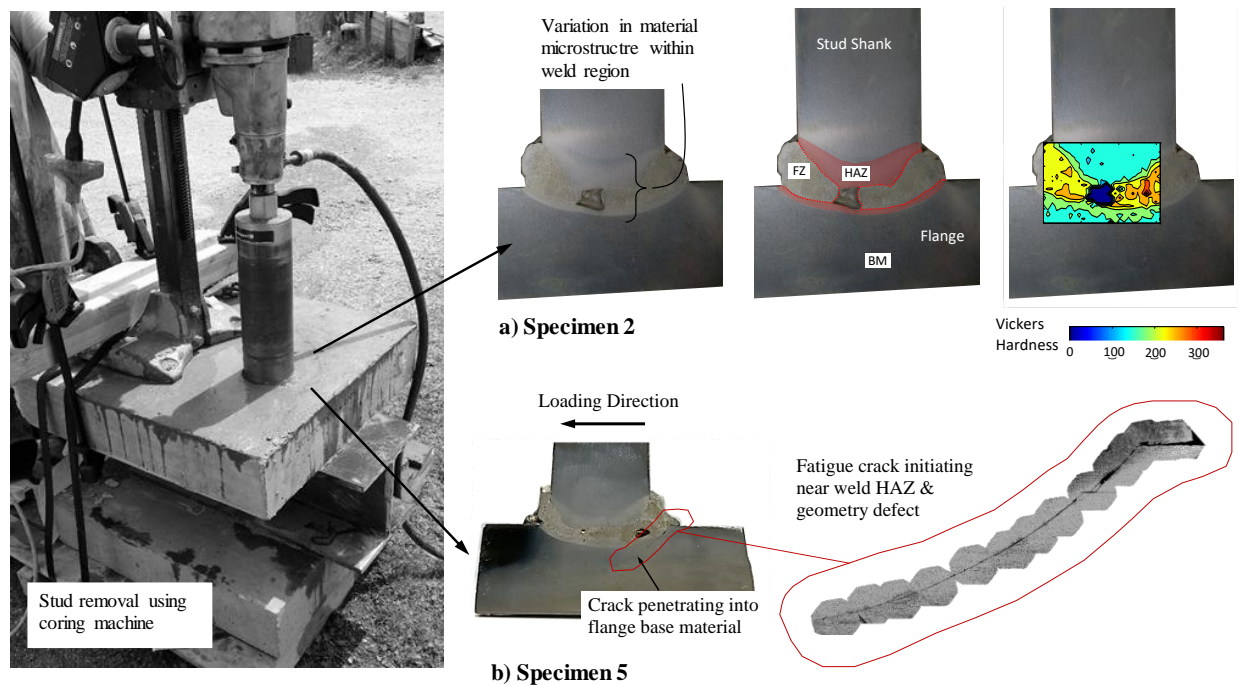 Variation in material
microstructre within
weld region
Stud Shank
FZ
HAZ
Flange
BM
a) Specimen 2
Vickers
Hardness
0 100 200 300
Loading Direction
Fatigue crack initiating
near weld HAZ &
geometry defect
Crack penetrating into
flange base material
Stud removal using
coring machine
b) Specimen 5